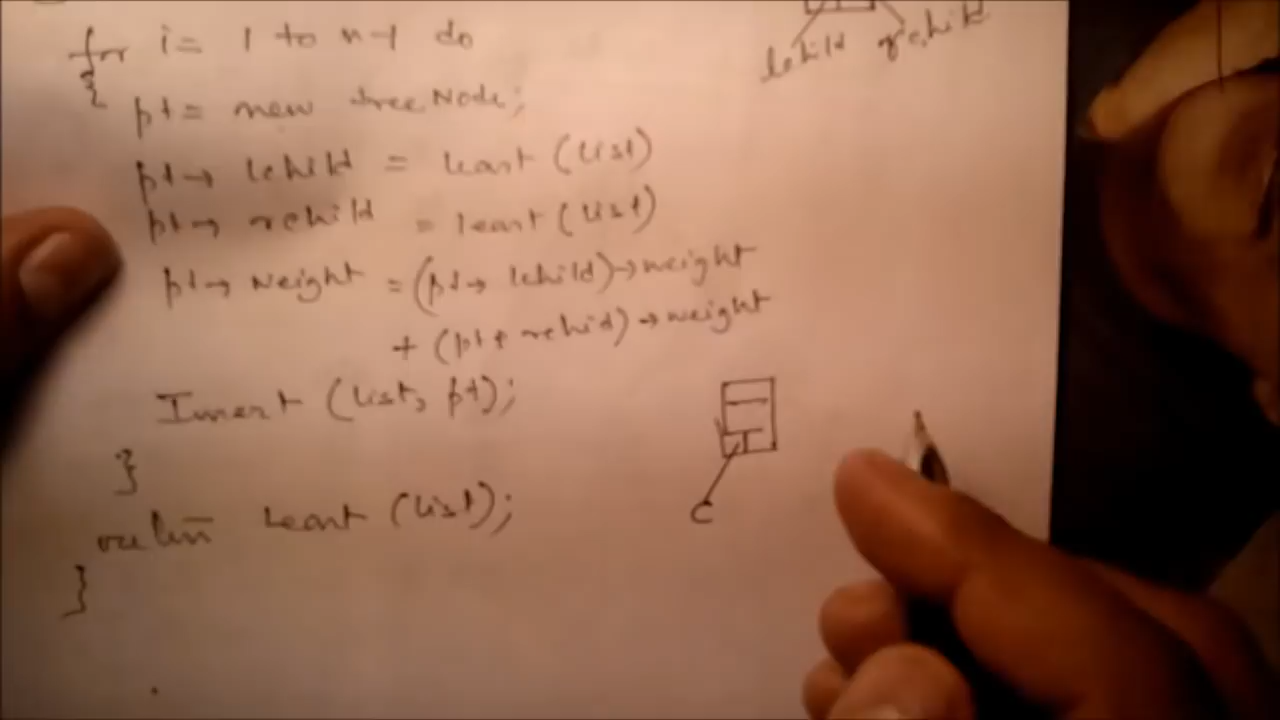 for i = 1 to n-1 do
{
pt = new treeNode;
lchild rchild
pt → lchild = least (list)
pt → rchild = least (list)
pt → weight = (pt → lchild) → weight
+ (pt → rchild) → weight
Insert (list, pt);
}
return least (list);
}
C